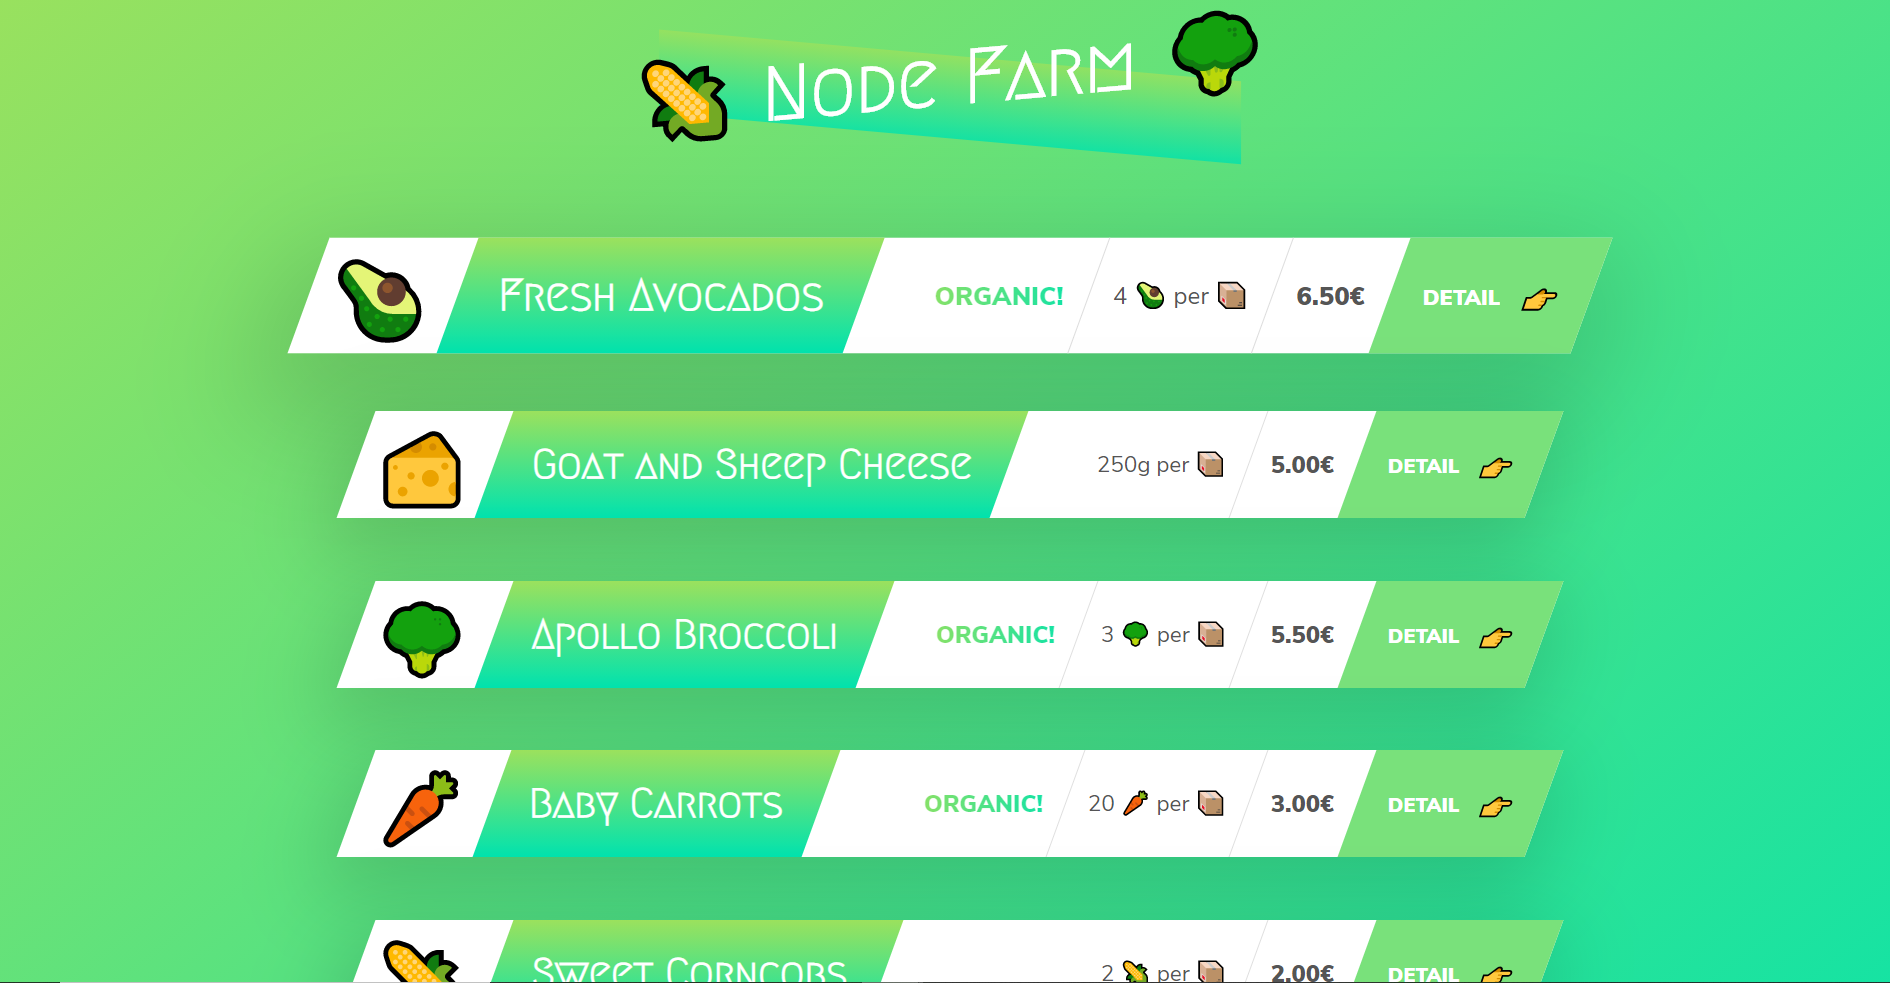 🌽 Node Farm 🥦
🥑 Fresh Avocados ORGANIC! 4 🥑 per 📦 6.50€ DETAIL 👉
🧀 Goat and Sheep Cheese 250g per 📦 5.00€ DETAIL 👉
🥦 Apollo Broccoli ORGANIC! 3 🥦 per 📦 5.50€ DETAIL 👉
🥕 Baby Carrots ORGANIC! 20 🥕 per 📦 3.00€ DETAIL 👉
🌽 Sweet Corncobs 2 🌽 per 📦 2.00€ DETAIL 👉